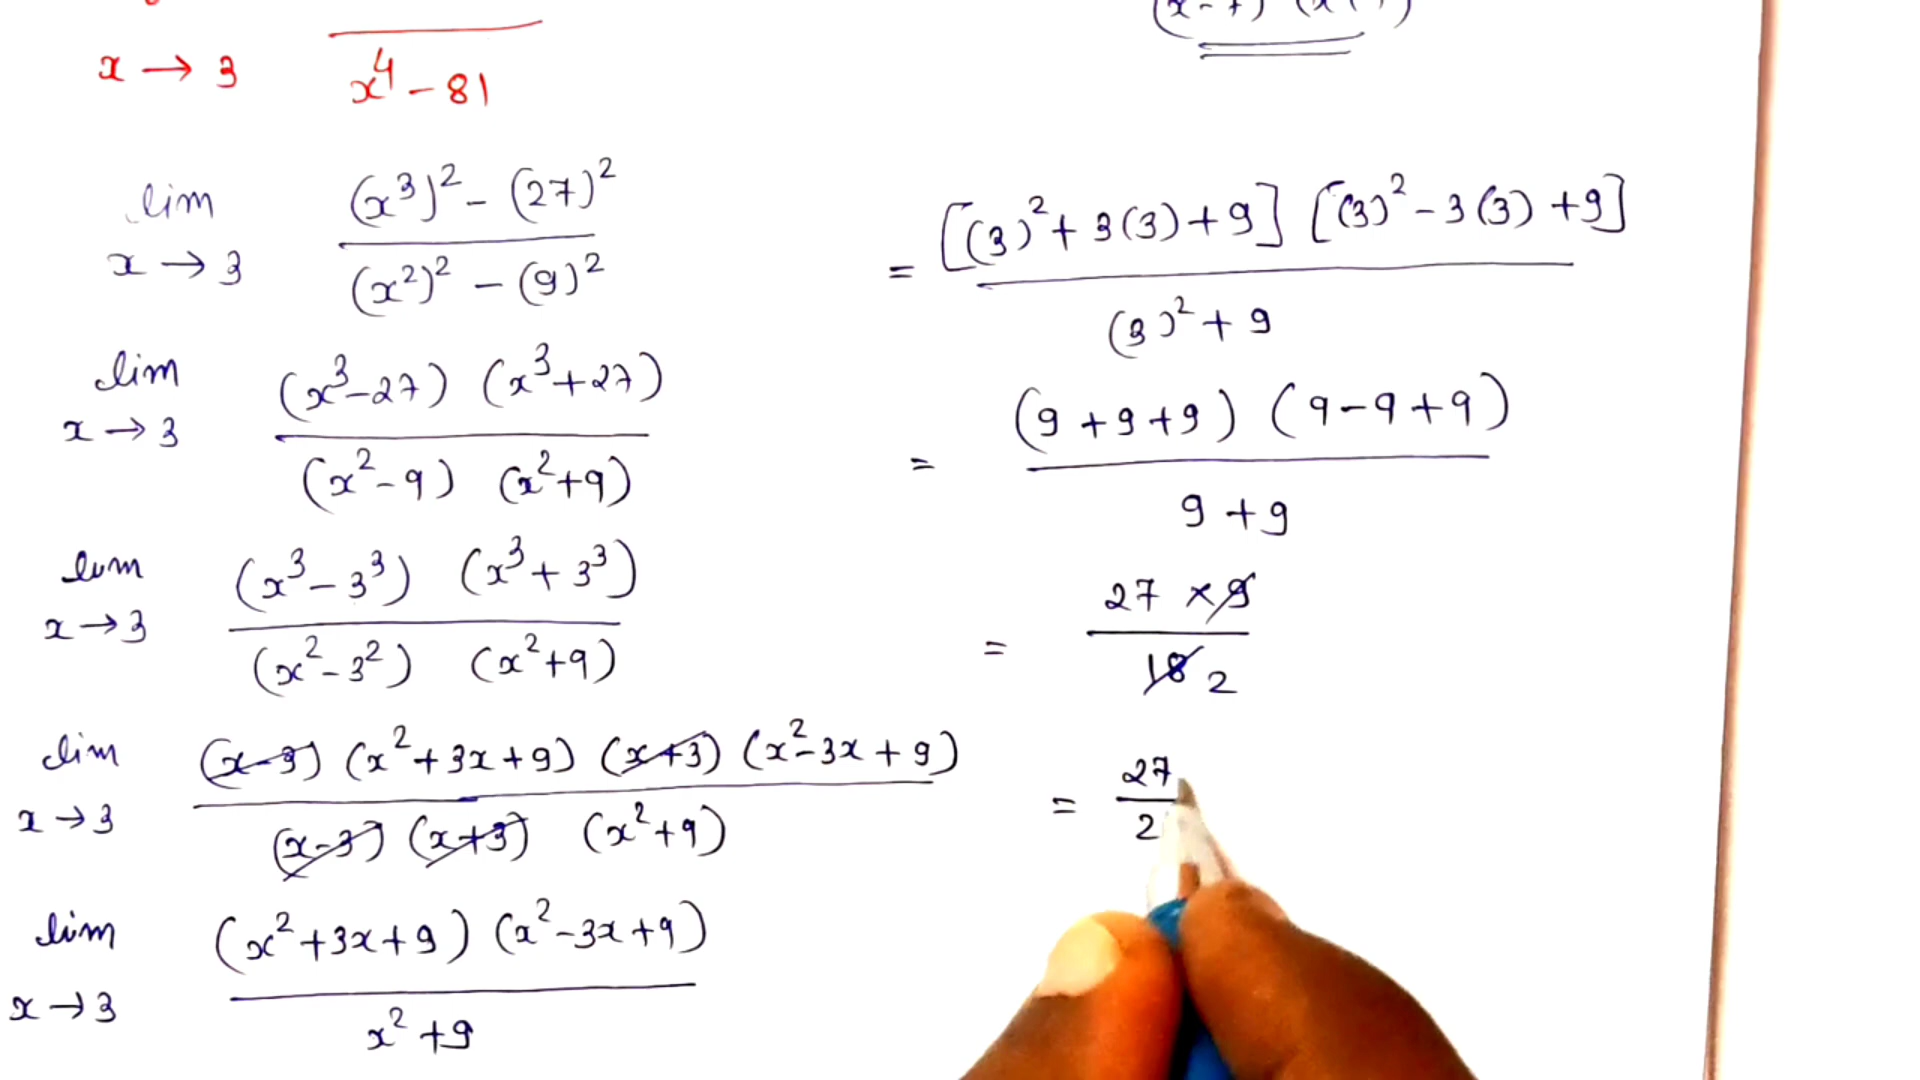 x → 3 x⁴ - 81
lim x → 3 (x³)² - (27)² / (x²)² - (9)²
lim x → 3 (x³-27) (x³+27) / (x²-9) (x²+9)
lim x → 3 (x³-3³) (x³+3³) / (x²-3²) (x²+9)
lim x → 3 (x-3) (x²+3x+9) (x+3) (x²-3x+9) / (x-3) (x+3) (x²+9)
lim x → 3 (x²+3x+9) (x²-3x+9) / x²+9
= [(3)²+3(3)+9] [(3)²-3(3)+9] / (3)²+9
= (9+9+9) (9-9+9) / 9+9
= 27 × 9 / 18 2
= 27 / 2